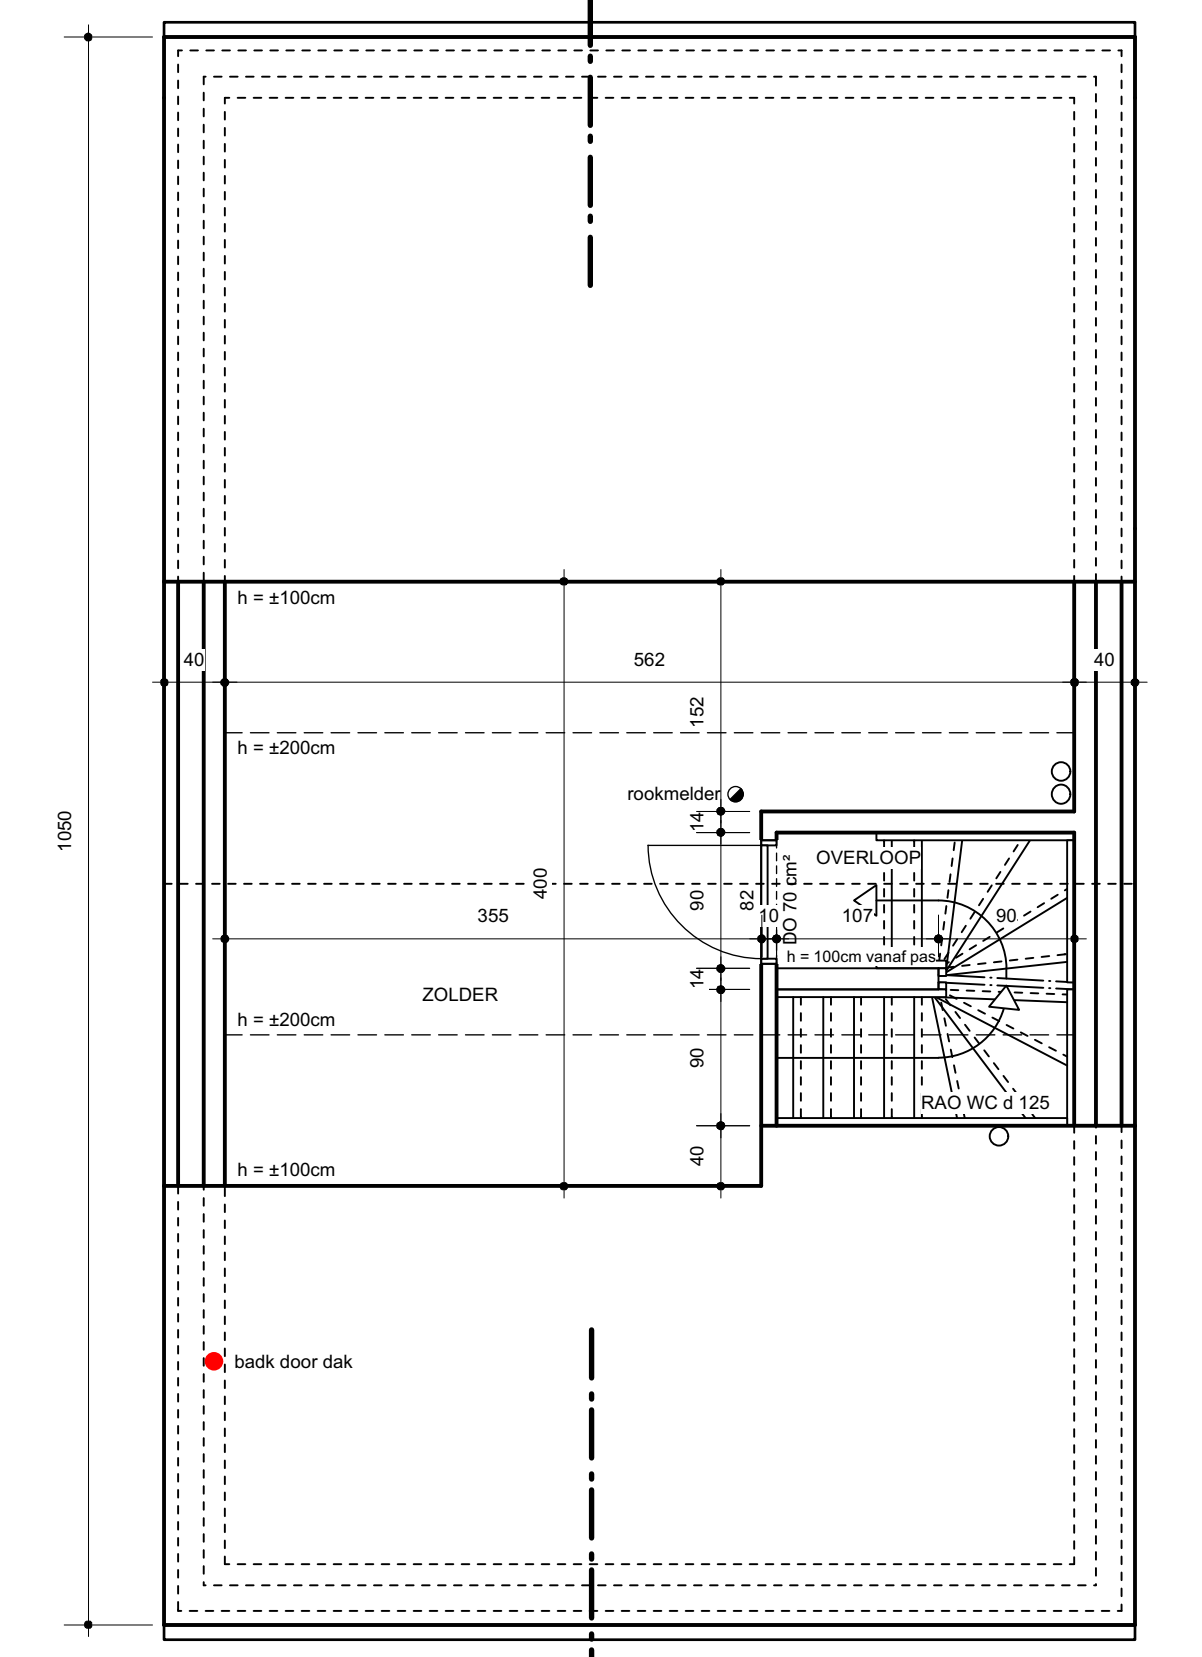 h = ±100cm
40
562
40
152
h = ±200cm
rookmelder
14
1050
OVERLOOP
DO 70 cm²
400
90
82
355
10
107
90
h = 100cm vanaf pas
14
ZOLDER
h = ±200cm
90
RAO WC d 125
40
h = ±100cm
badk door dak